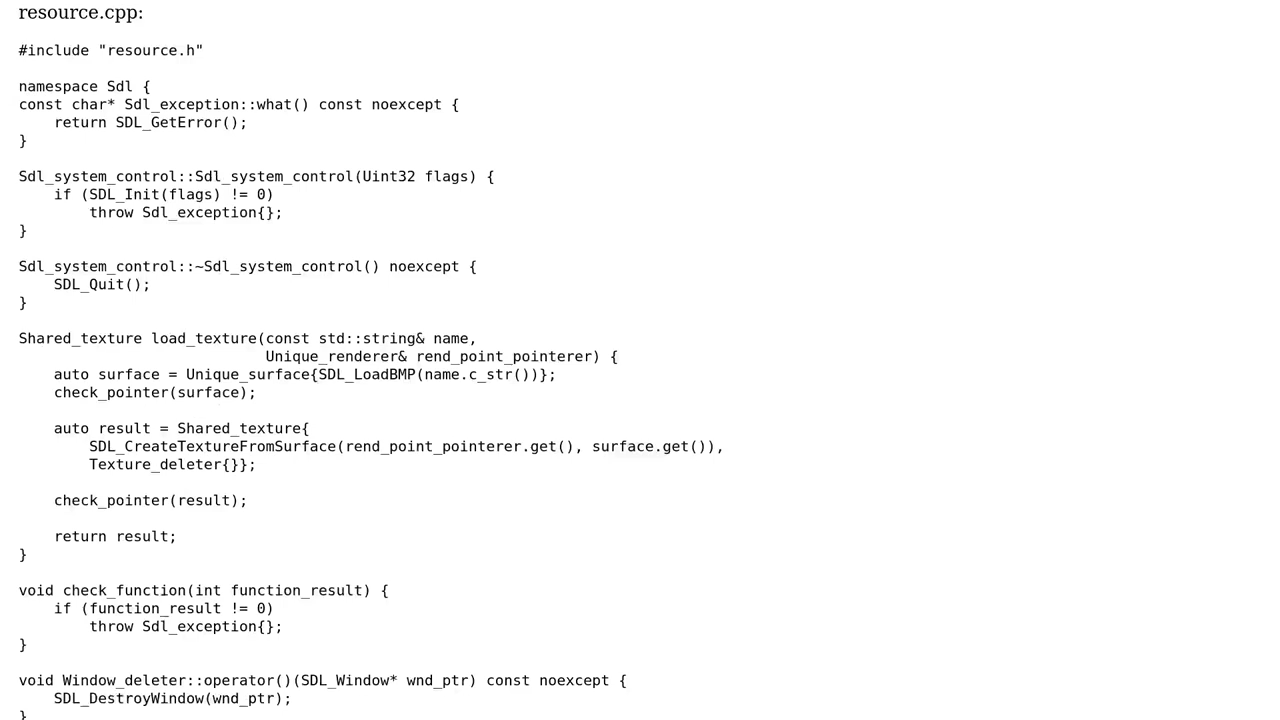 resource.cpp:
#include "resource.h"
namespace Sdl {
const char* Sdl_exception::what() const noexcept {
    return SDL_GetError();
}
Sdl_system_control::Sdl_system_control(Uint32 flags) {
    if (SDL_Init(flags) != 0)
        throw Sdl_exception{};
}
Sdl_system_control::~Sdl_system_control() noexcept {
    SDL_Quit();
}
Shared_texture load_texture(const std::string& name,
                            Unique_renderer& rend_point_pointerer) {
    auto surface = Unique_surface{SDL_LoadBMP(name.c_str())};
    check_pointer(surface);
    auto result = Shared_texture{
        SDL_CreateTextureFromSurface(rend_point_pointerer.get(), surface.get()),
        Texture_deleter{}};
    check_pointer(result);
    return result;
}
void check_function(int function_result) {
    if (function_result != 0)
        throw Sdl_exception{};
}
void Window_deleter::operator()(SDL_Window* wnd_ptr) const noexcept {
    SDL_DestroyWindow(wnd_ptr);
}